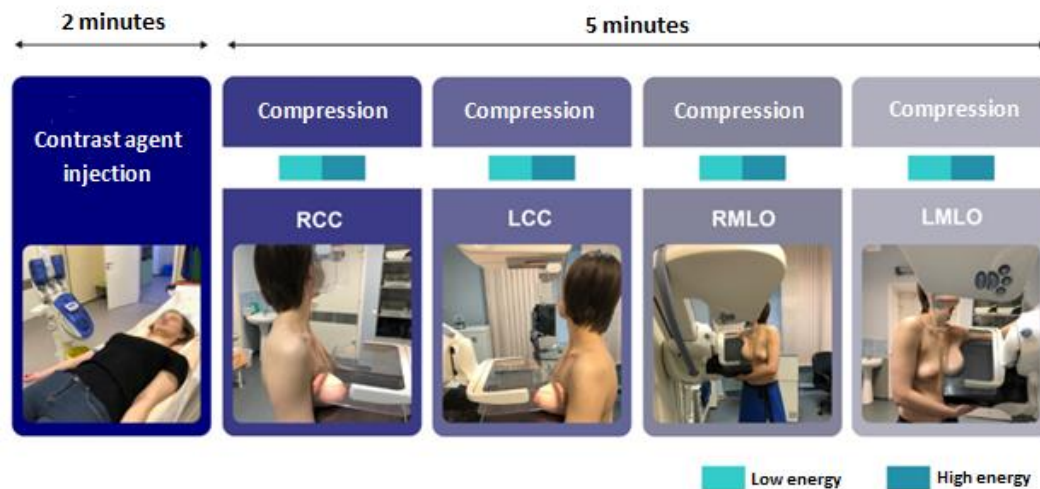 2 minutes
5 minutes
Contrast agent
injection
Compression
Compression
Compression
Compression
RCC
LCC
RMLO
LMLO
Low energy
High energy